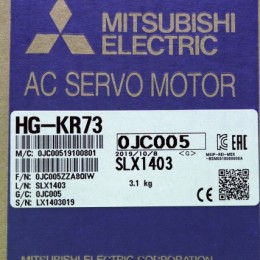 MITSUBISHI
ELECTRIC
AC SERVO MOTOR
HG-KR73
0JC005
M/C: 0JC00519100801
2019/10/8 <G>
SLX1403
3.1 kg
F/N: 0JC005ZZA80IW
L/N: SLX1403
G/N: 0JC005
S/N: LX1403019
MITSUBISHI ELECTRIC CORPORATION